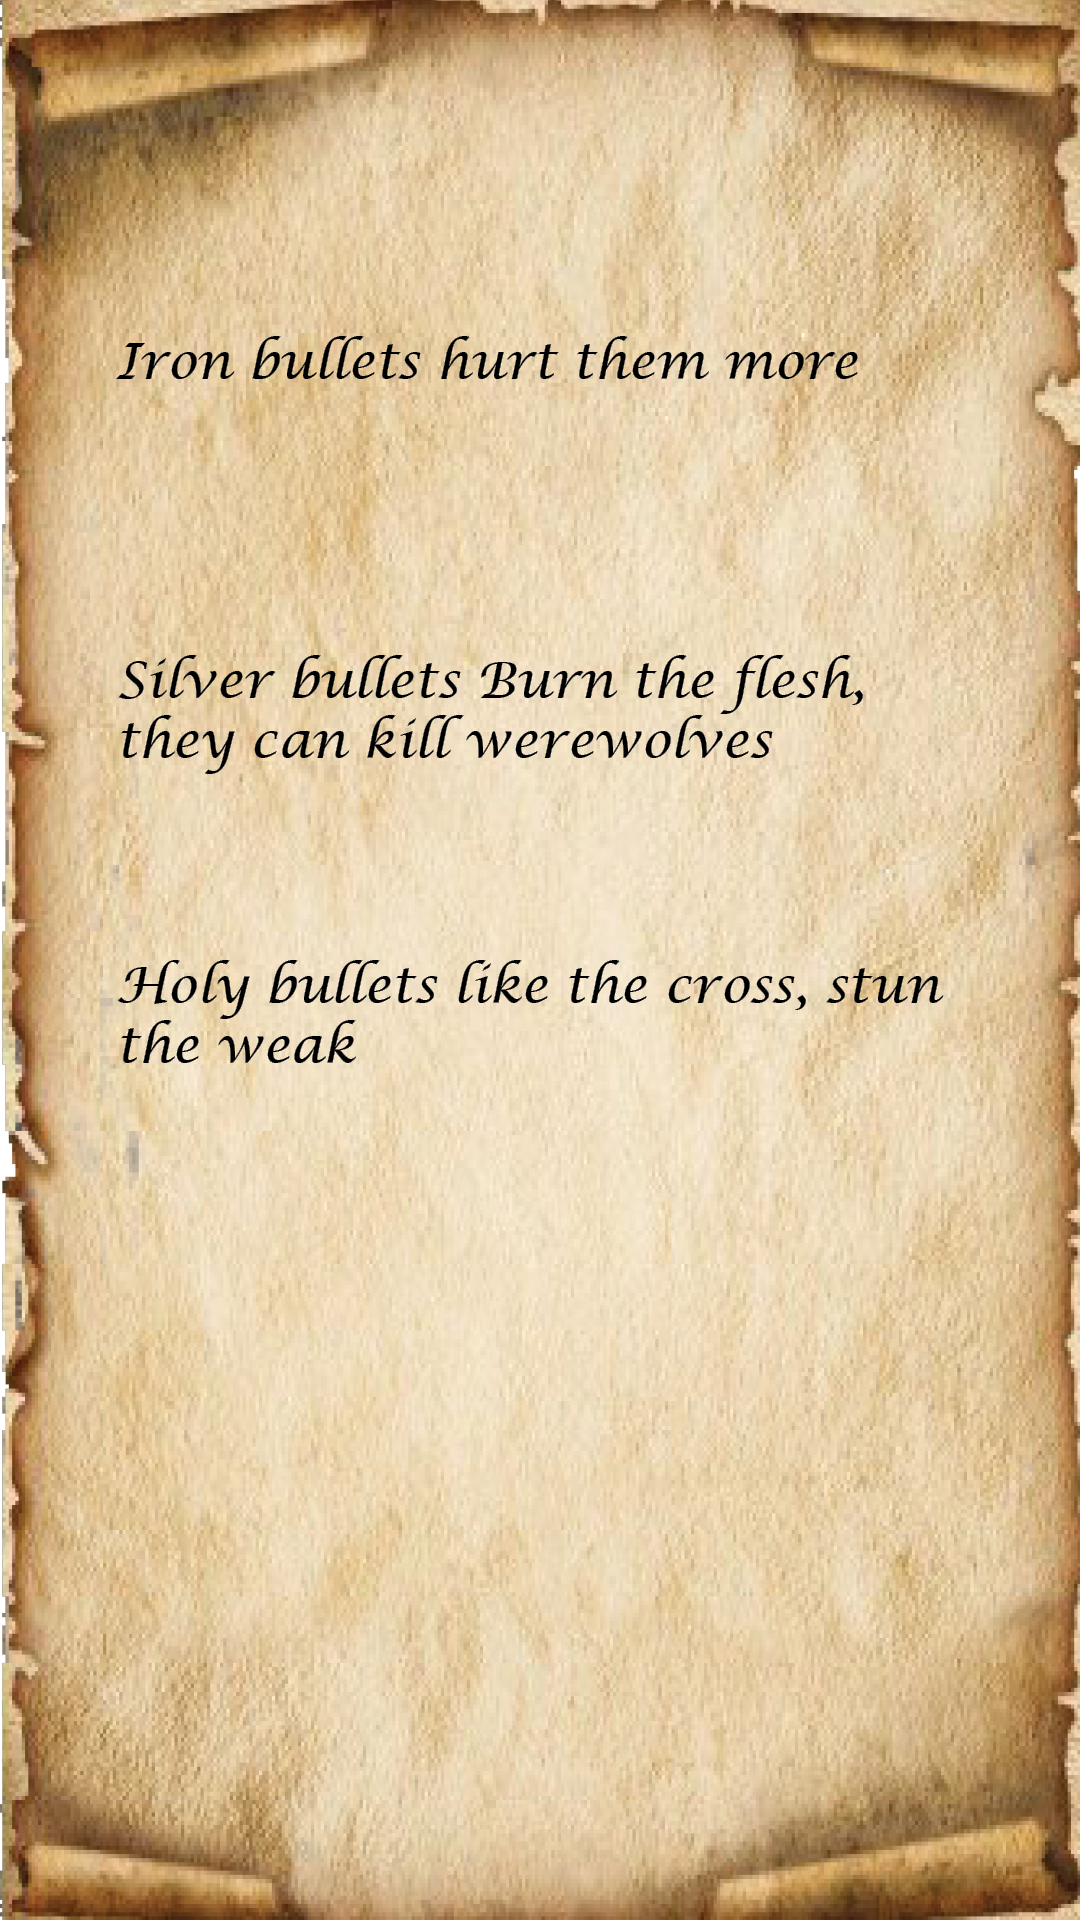 Iron bullets hurt them more
Silver bullets Burn the flesh,
they can kill werewolves
Holy bullets like the cross, stun
the weak